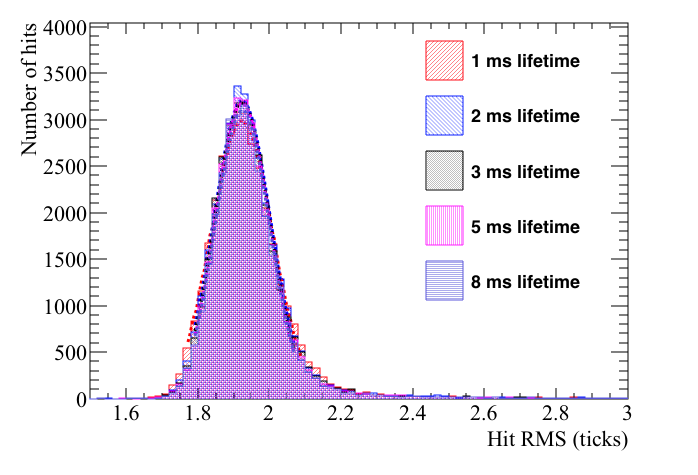 Number of hits
4000
3500
3000
2500
2000
1500
1000
500
0
1 ms lifetime
2 ms lifetime
3 ms lifetime
5 ms lifetime
8 ms lifetime
1.6 1.8 2 2.2 2.4 2.6 2.8 3
Hit RMS (ticks)